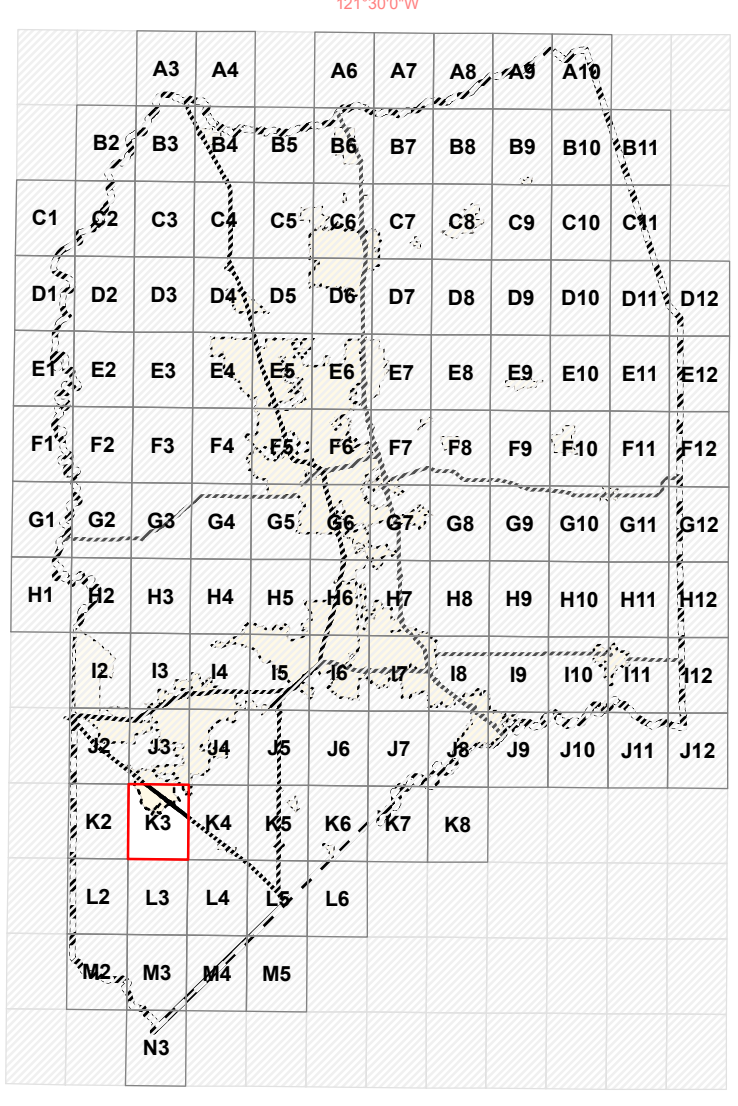 121°30'0"W
A3 A4 A6 A7 A8 A9 A10
B2 B3 B4 B5 B6 B7 B8 B9 B10 B11
C1 C2 C3 C4 C5 C6 C7 C8 C9 C10 C11
D1 D2 D3 D4 D5 D6 D7 D8 D9 D10 D11 D12
E1 E2 E3 E4 E5 E6 E7 E8 E9 E10 E11 E12
F1 F2 F3 F4 F5 F6 F7 F8 F9 F10 F11 F12
G1 G2 G3 G4 G5 G6 G7 G8 G9 G10 G11 G12
H1 H2 H3 H4 H5 H6 H7 H8 H9 H10 H11 H12
I2 I3 I4 I5 I6 I7 I8 I9 I10 I11 I12
J2 J3 J4 J5 J6 J7 J8 J9 J10 J11 J12
K2 K3 K4 K5 K6 K7 K8
L2 L3 L4 L5 L6
M2 M3 M4 M5
N3